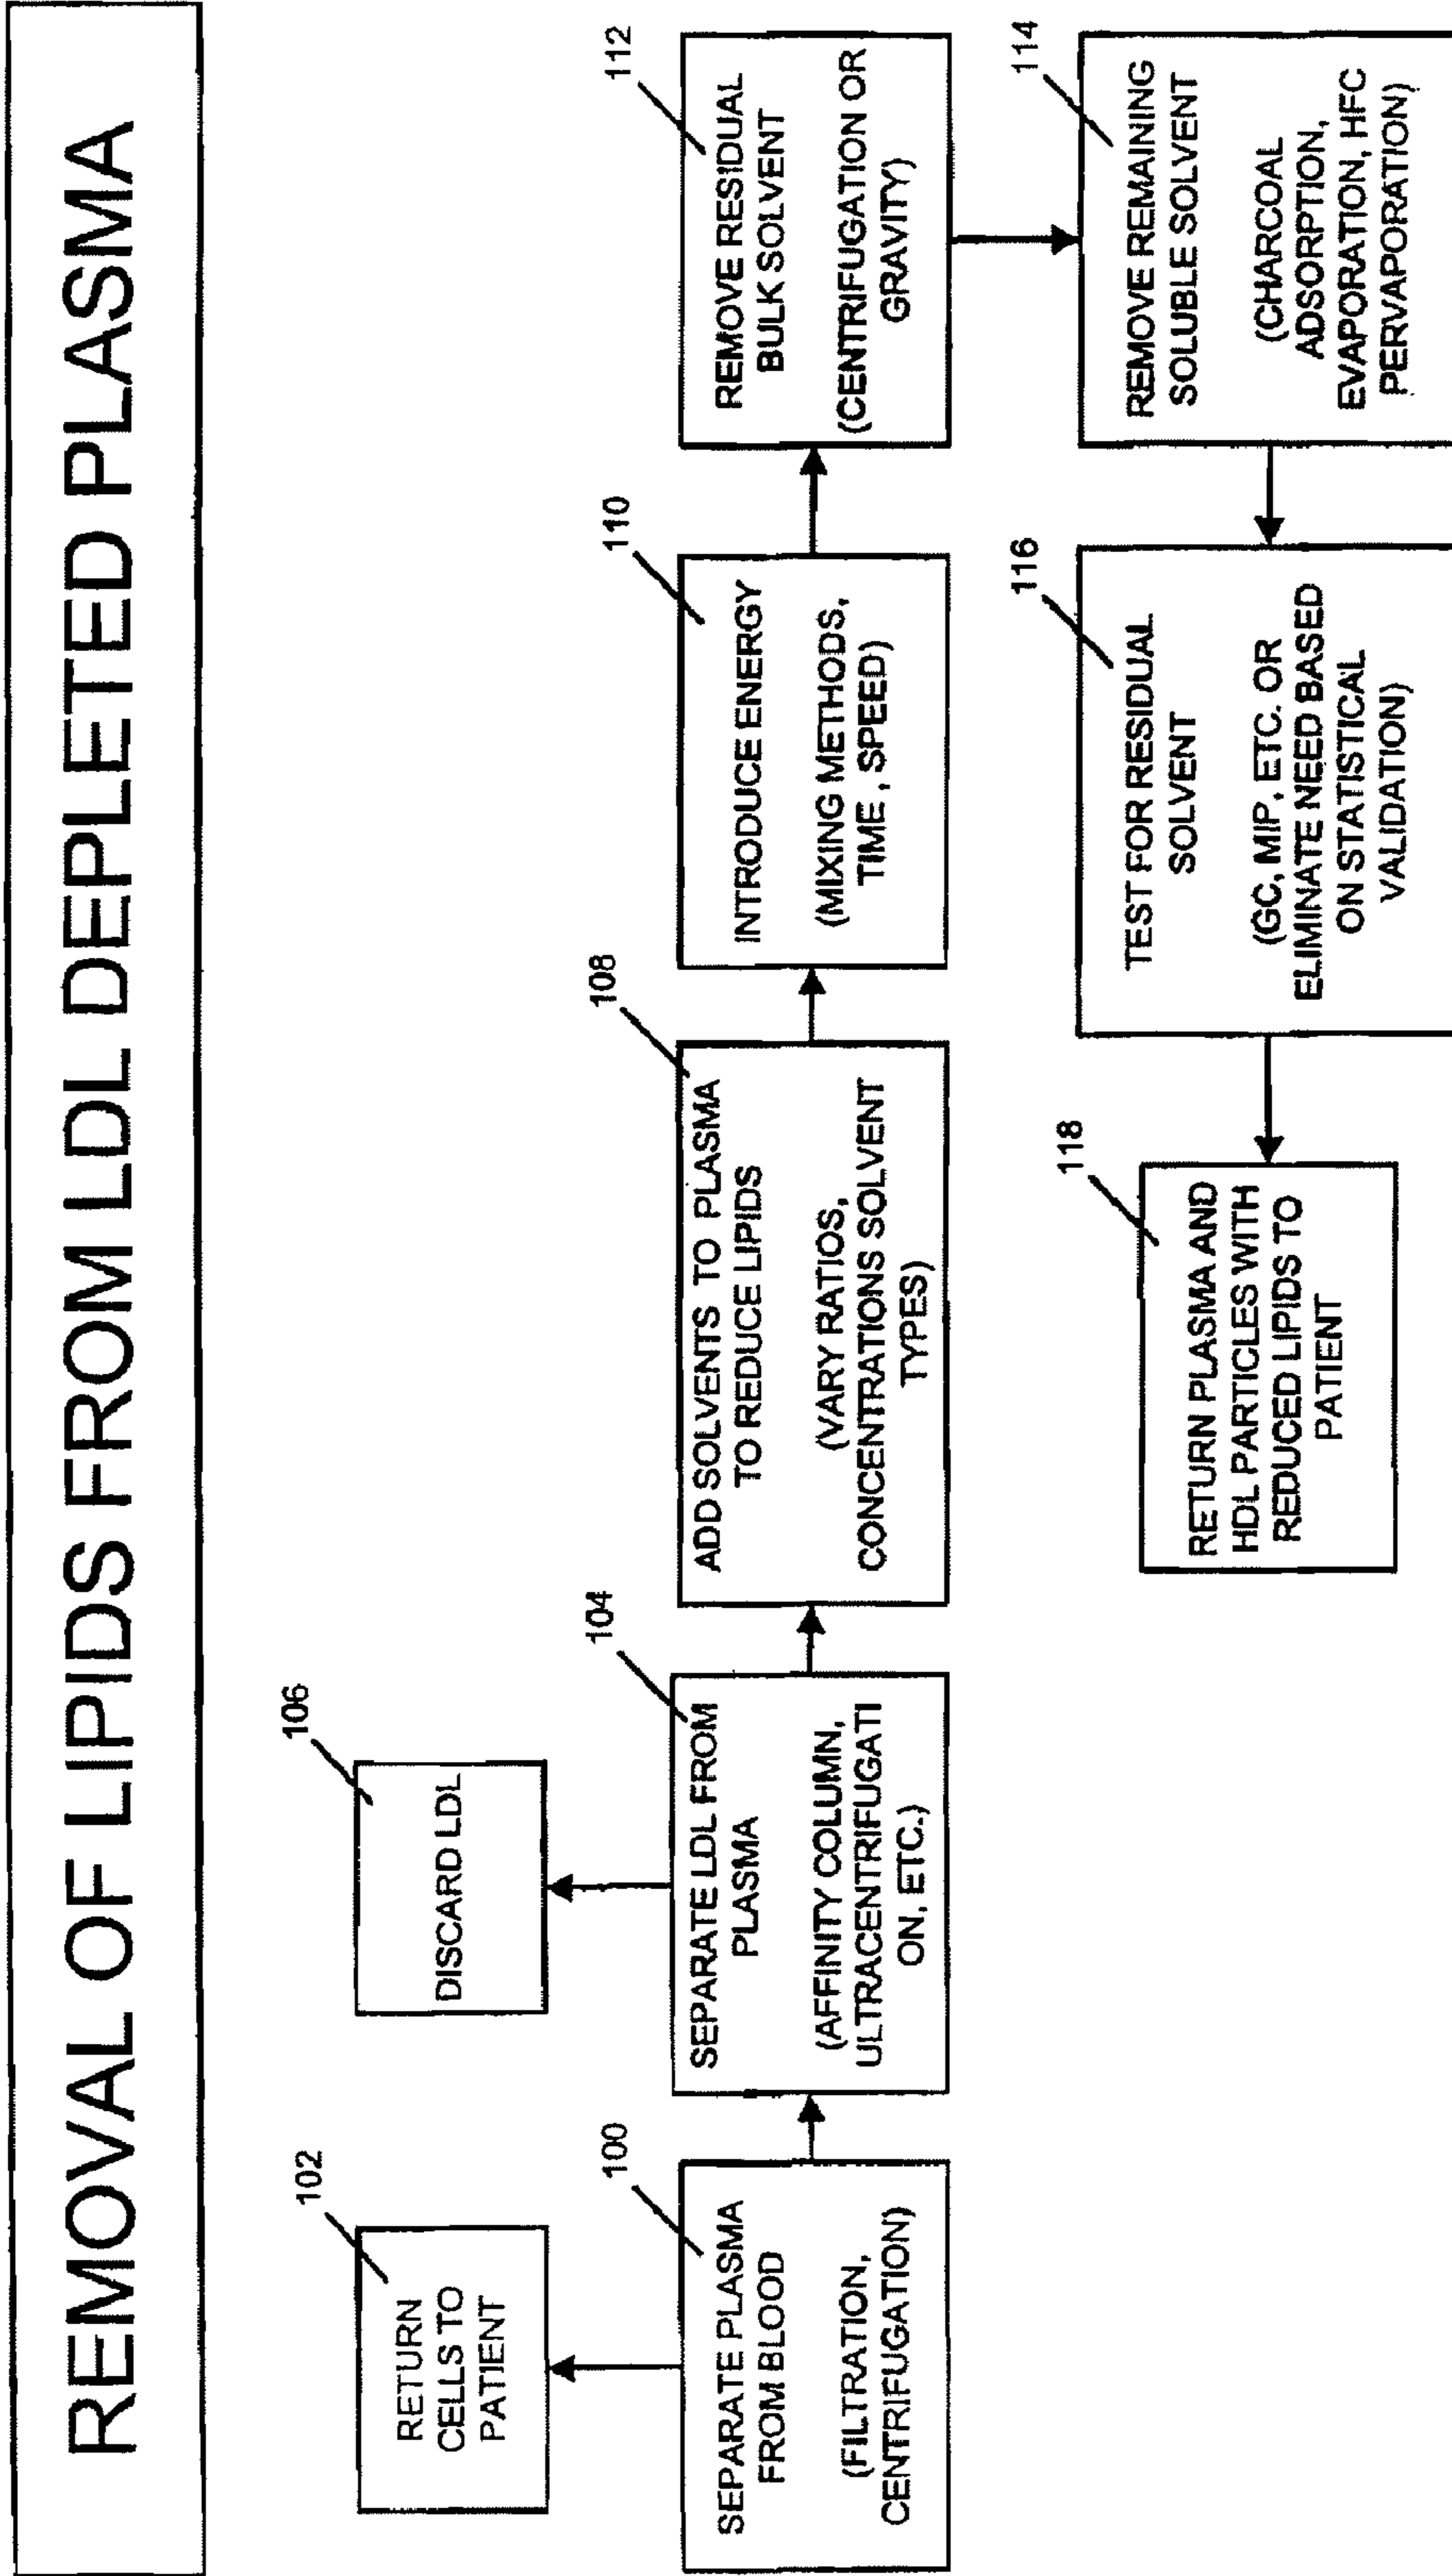 REMOVAL OF LIPIDS FROM LDL DEPLETED PLASMA
102
RETURN
CELLS TO
PATIENT
106
DISCARD LDL
100
SEPARATE PLASMA
FROM BLOOD
(FILTRATION,
CENTRIFUGATION)
104
SEPARATE LDL FROM
PLASMA
(AFFINITY COLUMN,
ULTRACENTRIFUGATI
ON, ETC.)
108
ADD SOLVENTS TO PLASMA
TO REDUCE LIPIDS
(VARY RATIOS,
CONCENTRATIONS SOLVENT
TYPES)
110
INTRODUCE ENERGY
(MIXING METHODS,
TIME , SPEED)
112
REMOVE RESIDUAL
BULK SOLVENT
(CENTRIFUGATION OR
GRAVITY)
114
REMOVE REMAINING
SOLUBLE SOLVENT
(CHARCOAL
ADSORPTION,
EVAPORATION, HFC
PERVAPORATION)
116
TEST FOR RESIDUAL
SOLVENT
(GC, MIP, ETC. OR
ELIMINATE NEED BASED
ON STATISTICAL
VALIDATION)
118
RETURN PLASMA AND
HDL PARTICLES WITH
REDUCED LIPIDS TO
PATIENT